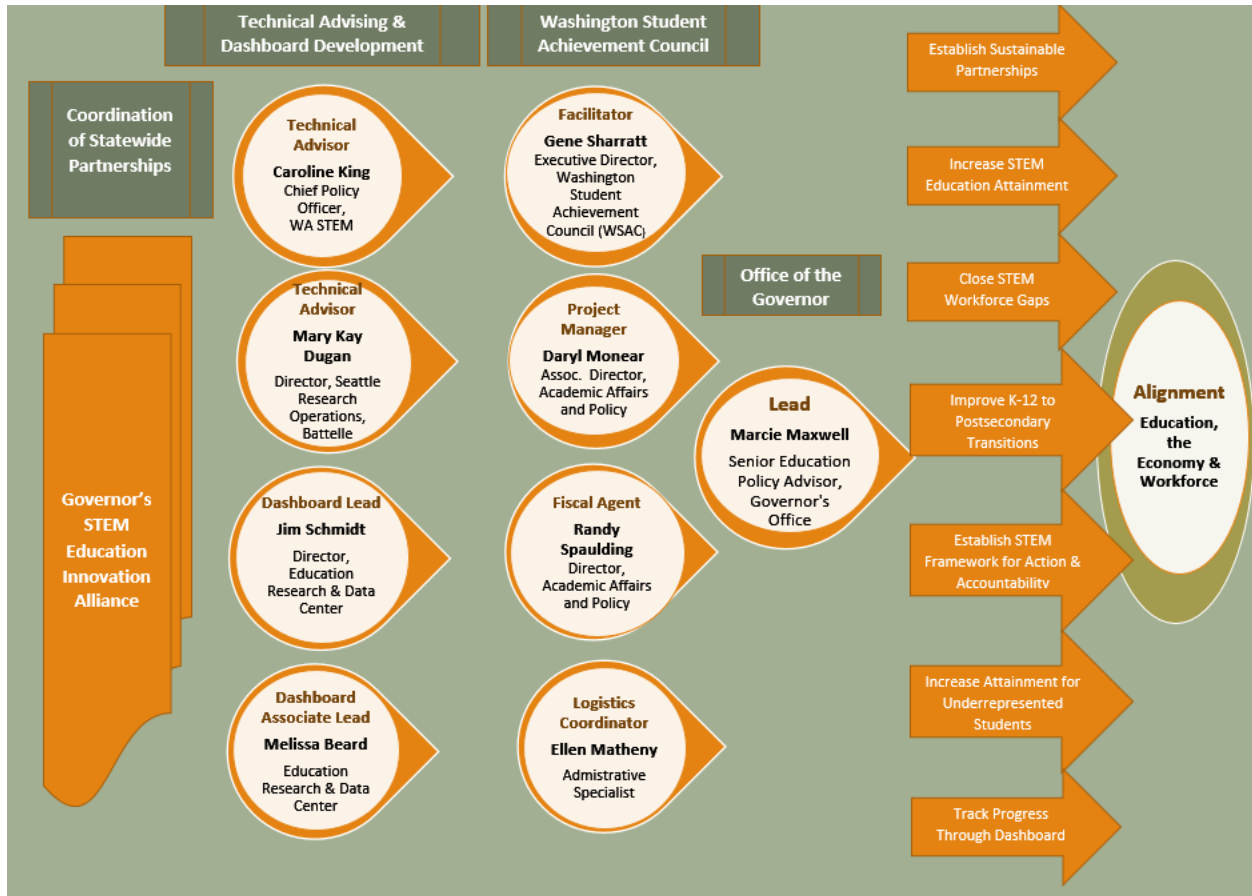 Technical Advising &
Dashboard Development
Washington Student
Achievement Council
Coordination
of Statewide
Partnerships
Governor's
STEM
Education
Innovation
Alliance
Technical
Advisor
Caroline King
Chief Policy
Officer,
WA STEM
Technical
Advisor
Mary Kay
Dugan
Director, Seattle
Research
Operations,
Battelle
Dashboard Lead
Jim Schmidt
Director,
Education
Research & Data
Center
Dashboard
Associate Lead
Melissa Beard
Education
Research & Data
Center
Facilitator
Gene Sharratt
Executive Director,
Washington
Student
Achievement
Council (WSAC}
Project
Manager
Daryl Monear
Assoc. Director,
Academic Affairs
and Policy
Fiscal Agent
Randy
Spaulding
Director,
Academic Affairs
and Policy
Logistics
Coordinator
Ellen Matheny
Admistrative
Specialist
Office of the
Governor
Lead
Marcie Maxwell
Senior Education
Policy Advisor,
Governor's
Office
Establish Sustainable
Partnerships
Increase STEM
Education Attainment
Close STEM
Workforce Gaps
Improve K-12 to
Postsecondary
Transitions
Establish STEM
Framework for Action &
Accountability
Increase Attainment for
Underrepresented
Students
Track Progress
Through Dashboard
Alignment
Education,
the
Economy &
Workforce